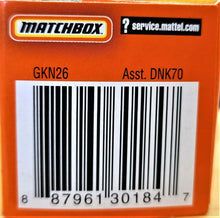 MATCHBOX
? service.mattel.com
GKN26 Asst. DNK70
8 87961 30184 7